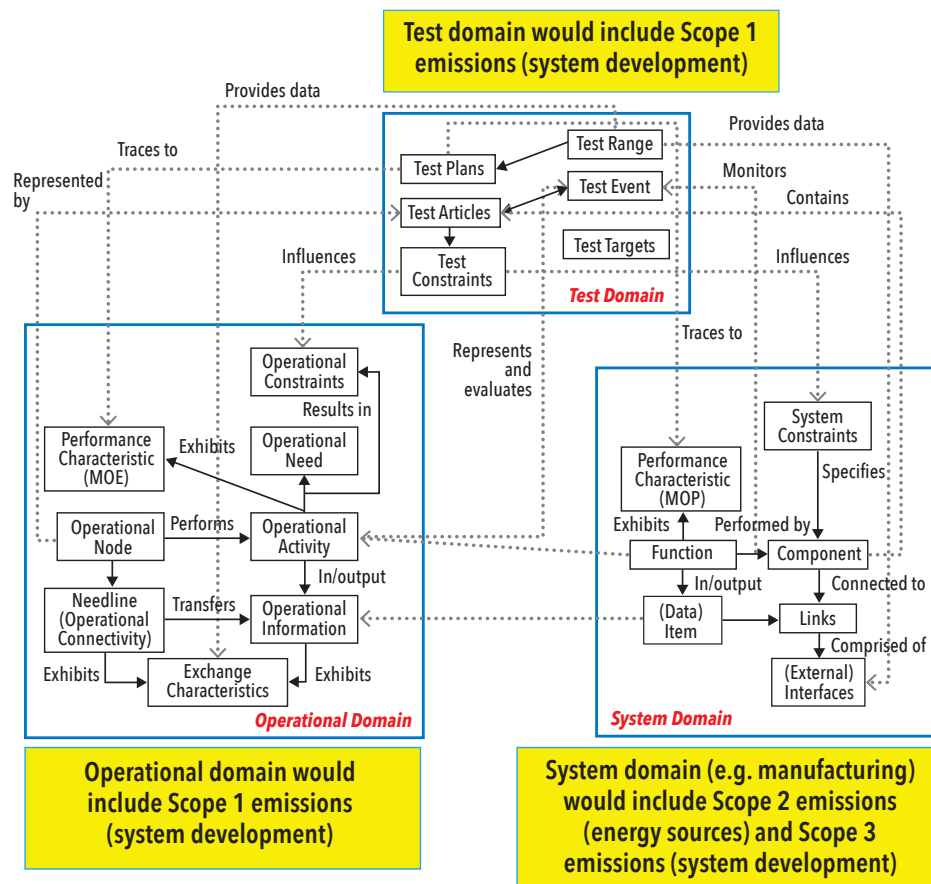 Test domain would include Scope 1
emissions (system development)
Provides data
Provides data
Traces to
Represented
by
Monitors
Contains
Test Range
Test Plans
Test Event
Test Articles
Test Targets
Test
Constraints
Influences
Influences
Test Domain
Traces to
Represents
and
evaluates
Operational
Constraints
Results in
Operational
Need
Performance
Characteristic
(MOE)
Exhibits
Operational
Node
Performs
Operational
Activity
In/output
Needline
(Operational
Connectivity)
Transfers
Operational
Information
Exhibits
Exchange
Characteristics
Exhibits
Operational Domain
System
Constraints
Specifies
Performance
Characteristic
(MOP)
Exhibits
Performed by
Function
Component
In/output
Connected to
(Data)
Item
Links
Comprised of
(External)
Interfaces
System Domain
Operational domain would
include Scope 1 emissions
(system development)
System domain (e.g. manufacturing)
would include Scope 2 emissions
(energy sources) and Scope 3
emissions (system development)